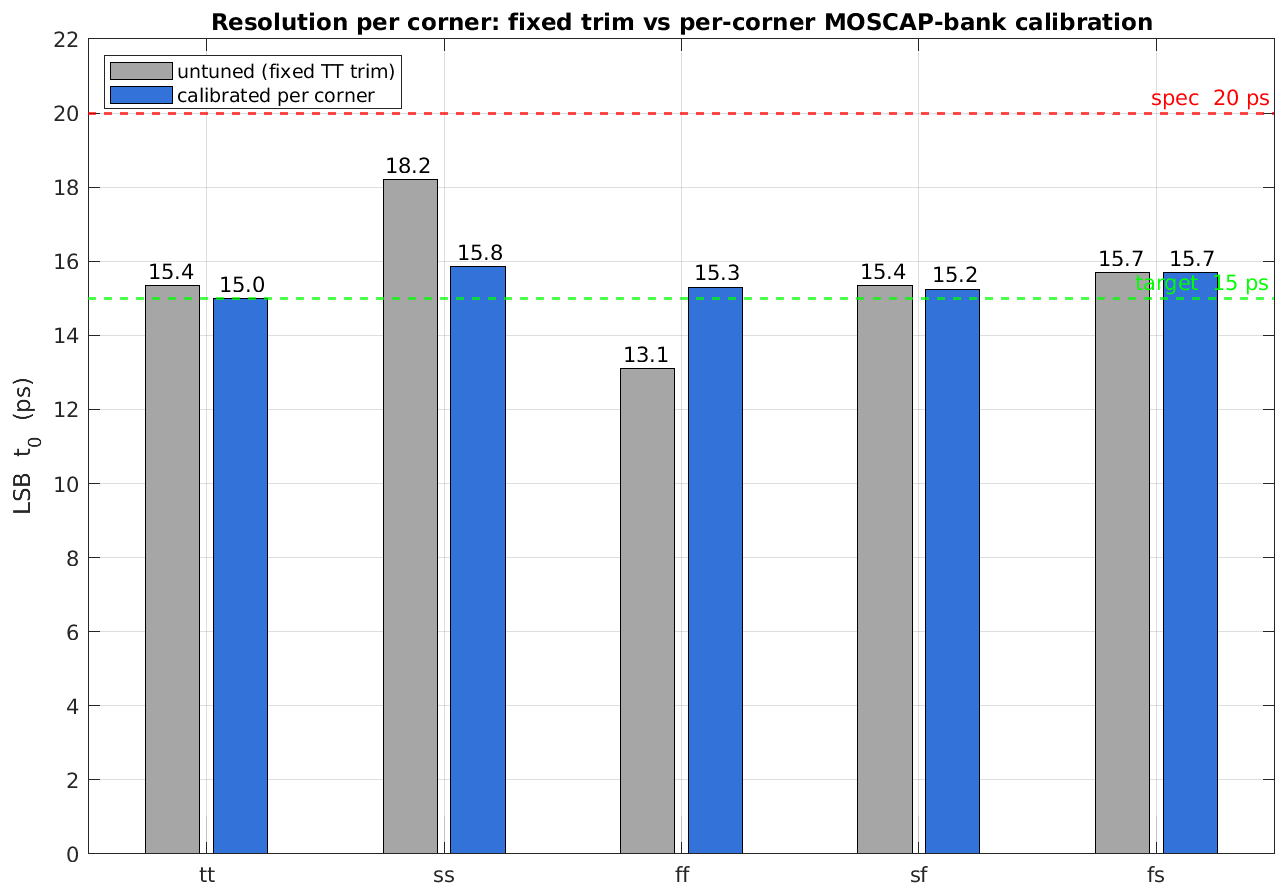 Resolution per corner: fixed trim vs per-corner MOSCAP-bank calibration
untuned (fixed TT trim)
calibrated per corner
spec 20 ps
target 15 ps
LSB t0 (ps)
22
20
18
16
14
12
10
8
6
4
2
0
15.4
15.0
18.2
15.8
13.1
15.3
15.4
15.2
15.7
15.7
tt
ss
ff
sf
fs